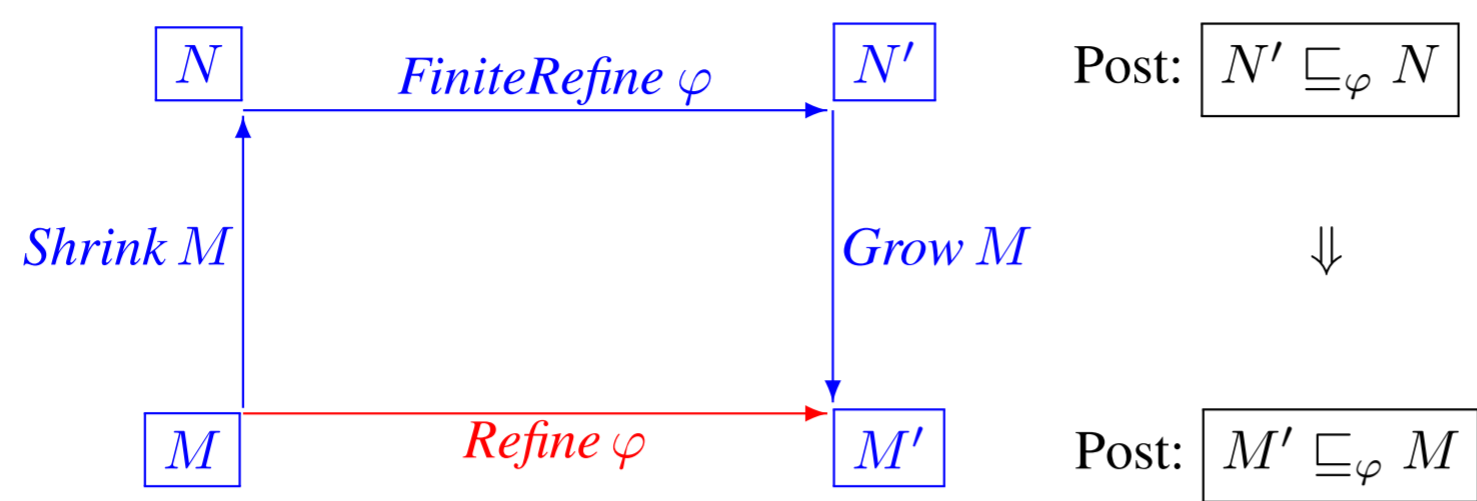 N FiniteRefine φ N′ Post: N′ ⊑φ N
Shrink M Grow M ⇓
M Refine φ M′ Post: M′ ⊑φ M